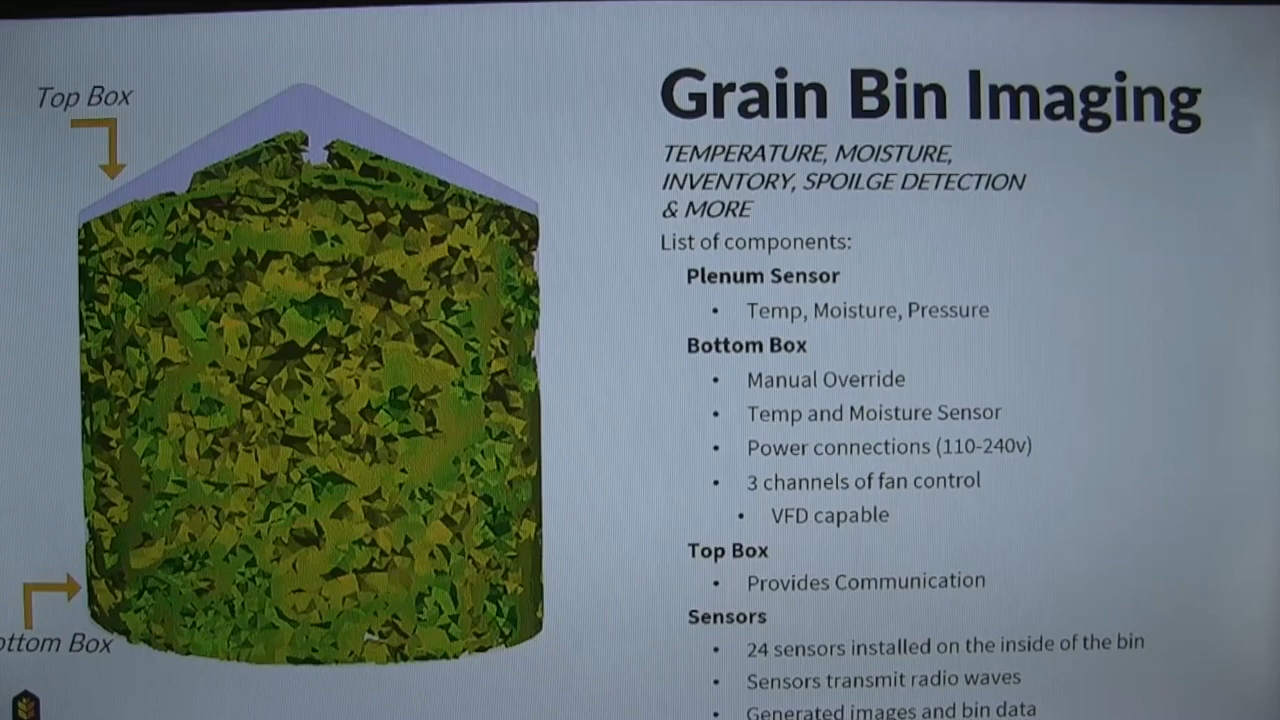 Top Box
Grain Bin Imaging
TEMPERATURE, MOISTURE,
INVENTORY, SPOILGE DETECTION
& MORE
List of components:
Plenum Sensor
• Temp, Moisture, Pressure
Bottom Box
• Manual Override
• Temp and Moisture Sensor
• Power connections (110-240v)
• 3 channels of fan control
• VFD capable
Top Box
• Provides Communication
Sensors
• 24 sensors installed on the inside of the bin
• Sensors transmit radio waves
• Generated images and bin data
ottom Box